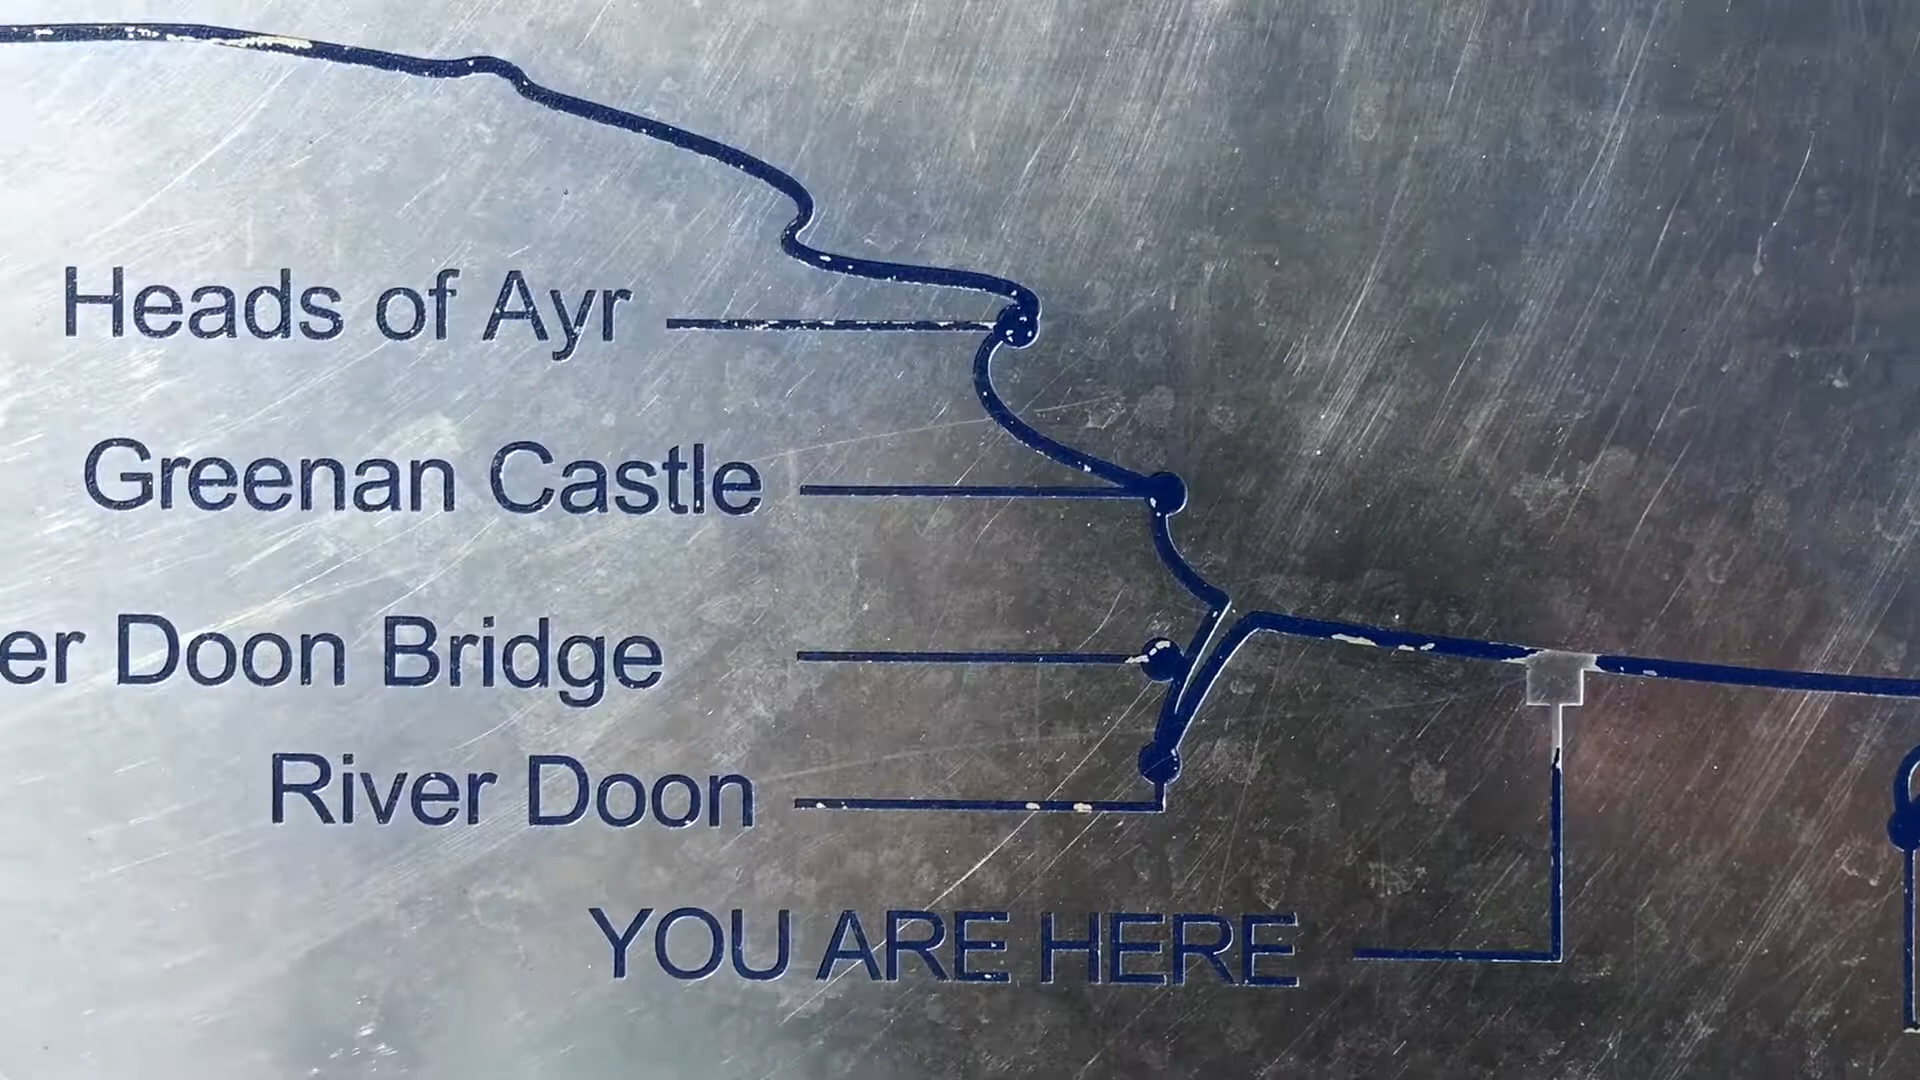 Heads of Ayr
Greenan Castle
er Doon Bridge
River Doon
YOU ARE HERE